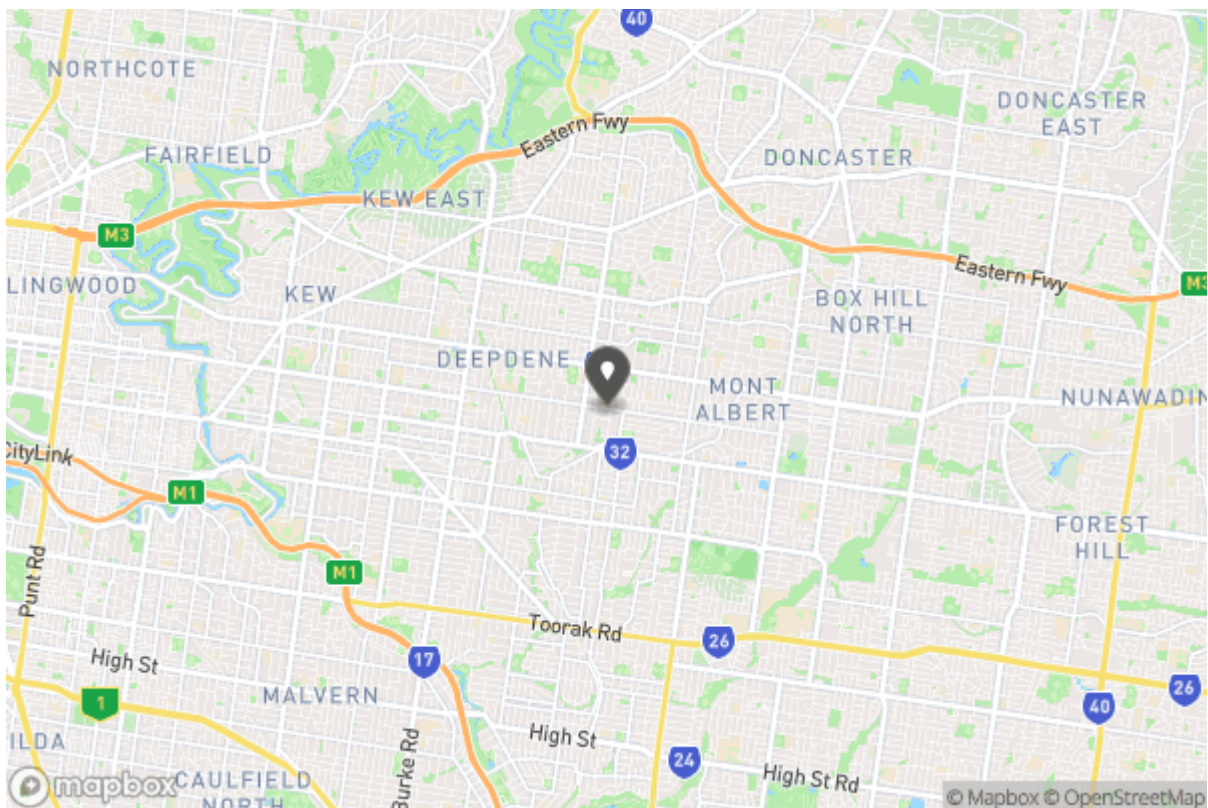 40
NORTHCOTE
DONCASTER
EAST
Eastern Fwy
FAIRFIELD
DONCASTER
KEW EAST
M3
Eastern Fwy
M3
LINGWOOD
KEW
BOX HILL
NORTH
DEEPDENE
MONT
ALBERT
NUNAWADIN
CityLink
32
M1
FOREST
HILL
M1
Punt Rd
Toorak Rd
26
High St
17
MALVERN
26
1
40
ILDA
Burke Rd
High St
24
High St Rd
mapbox
CAULFIELD
NORTH
© Mapbox © OpenStreetMap